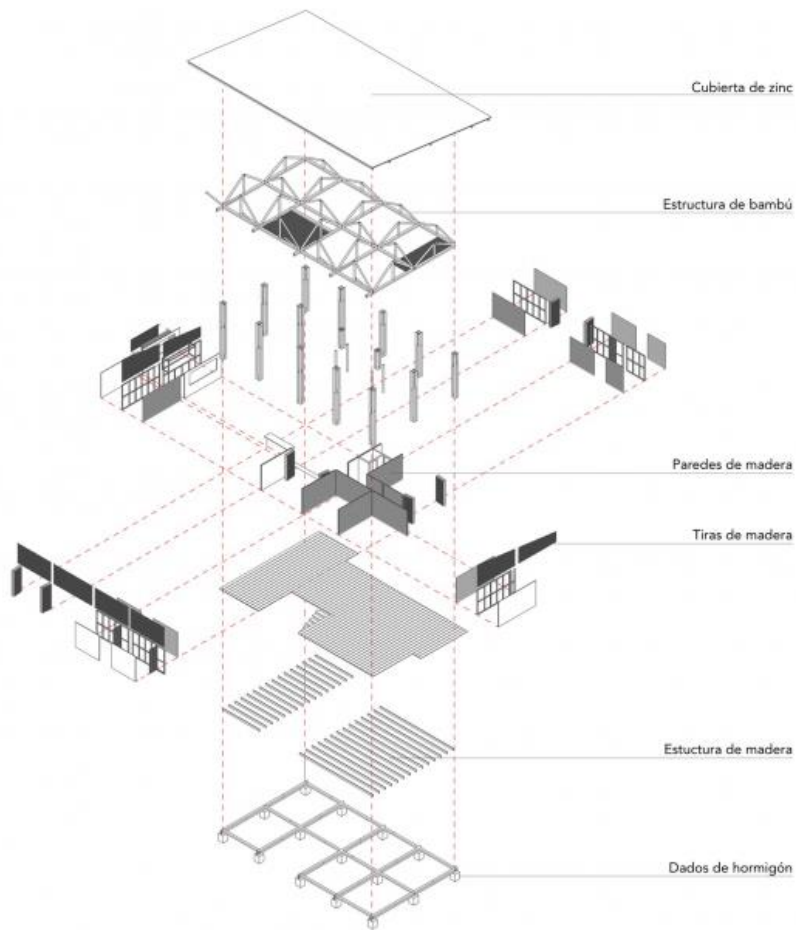 Cubierta de zinc
Estructura de bambú
Paredes de madera
Tiras de madera
Estuctura de madera
Dados de hormigón